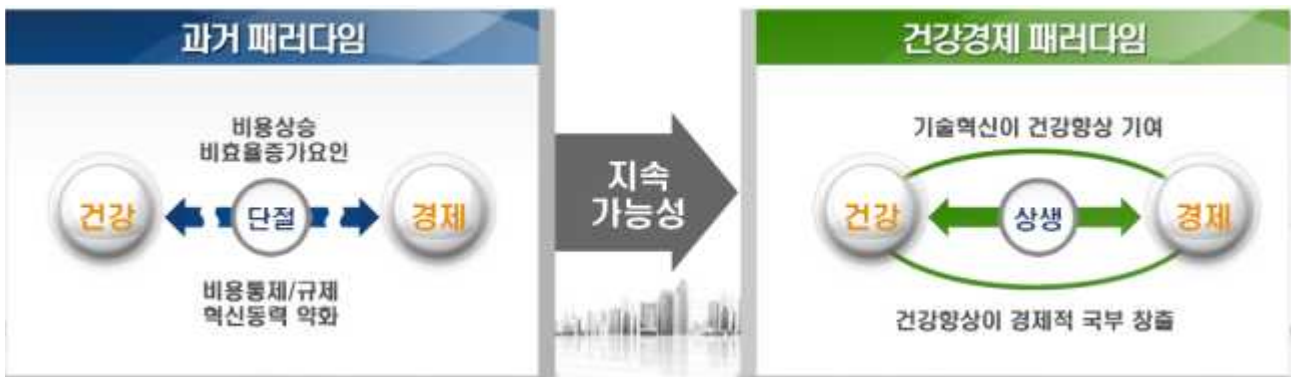 과거 패러다임
비용상승
비효율증가요인
건강
단절
경제
비용통제/규제
혁신동력 약화
지속
가능성
건강경제 패러다임
기술혁신이 건강향상 기여
건강
상생
경제
건강향상이 경제적 국부 창출